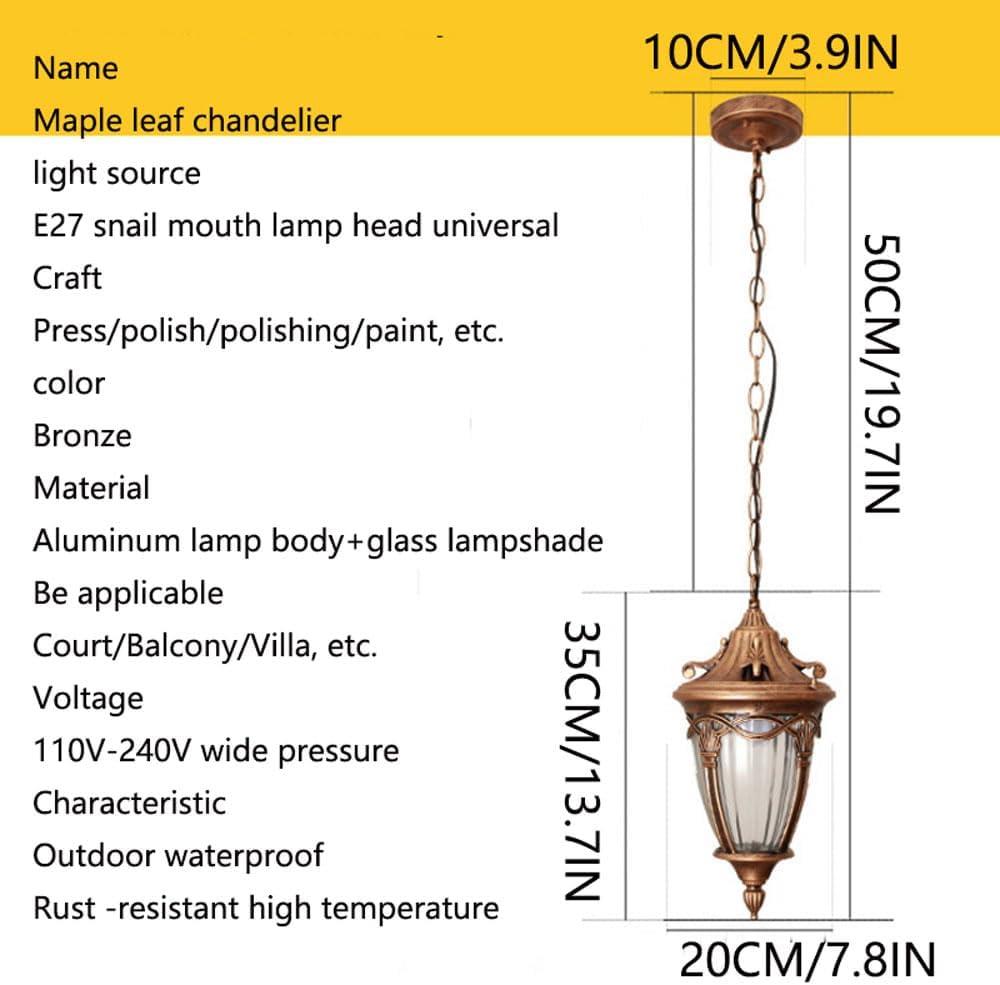 Name
Maple leaf chandelier
light source
E27 snail mouth lamp head universal
Craft
Press/polish/polishing/paint, etc.
color
Bronze
Material
Aluminum lamp body+glass lampshade
Be applicable
Court/Balcony/Villa, etc.
Voltage
110V-240V wide pressure
Characteristic
Outdoor waterproof
Rust -resistant high temperature
10CM/3.9IN
50CM/19.7IN
35CM/13.7IN
20CM/7.8IN